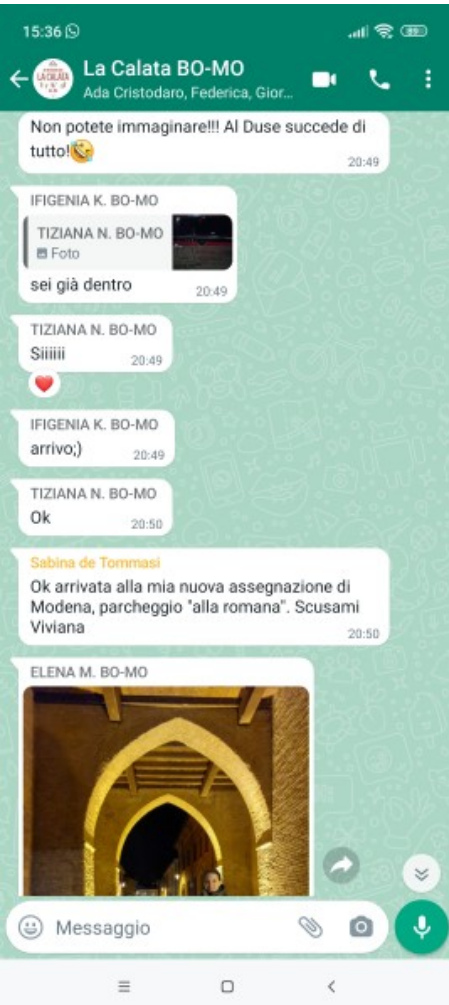 15:36
89
La Calata BO-MO
Ada Cristodaro, Federica, Gior...
Non potete immaginare!!! Al Duse succede di
tutto!🤣
20:49
IFIGENIA K. BO-MO
TIZIANA N. BO-MO
Foto
sei già dentro
20:49
TIZIANA N. BO-MO
Siiiiii
20:49
IFIGENIA K. BO-MO
arrivo;)
20:49
TIZIANA N. BO-MO
Ok
20:50
Sabina de Tommasi
Ok arrivata alla mia nuova assegnazione di
Modena, parcheggio "alla romana". Scusami
Viviana
20:50
ELENA M. BO-MO
Messaggio